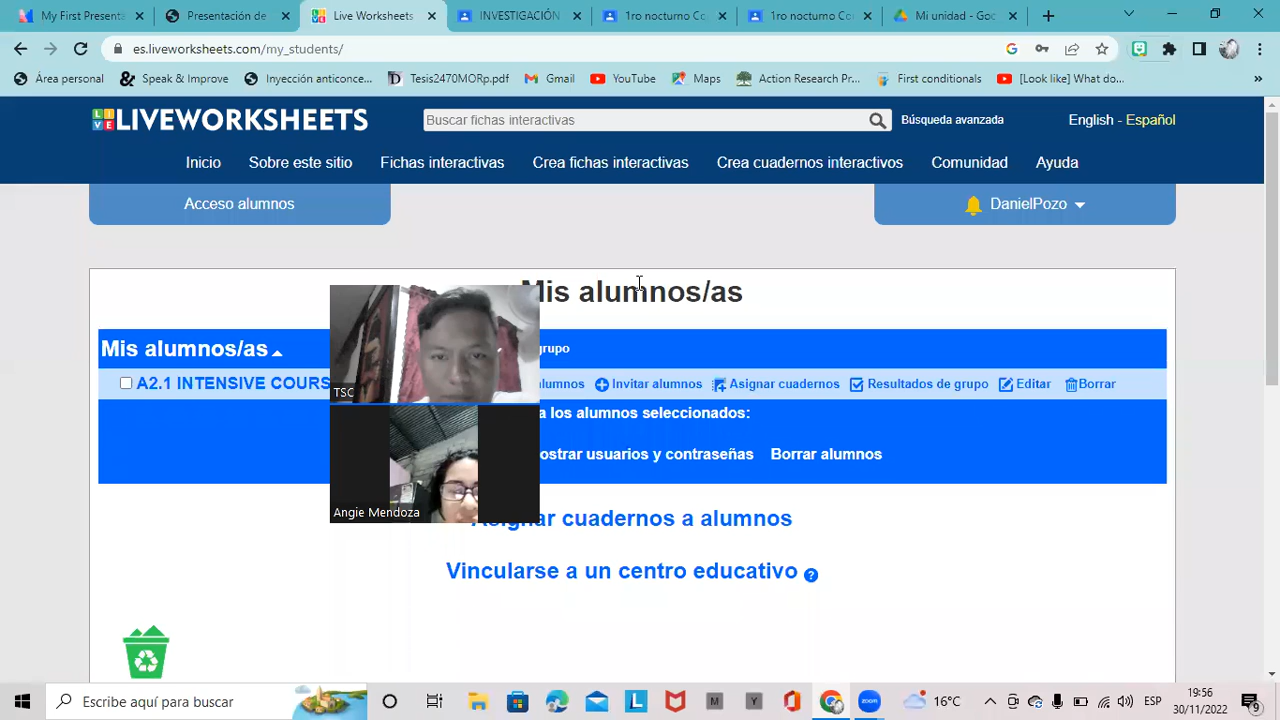 My First Presente
Presentación de
Live Worksheets
INVESTIGACIÓN
1ro nocturno Co
1ro nocturno Co
Mi unidad - Goo
es.liveworksheets.com/my_students/
Área personal
Speak & Improve
Inyección anticonce...
Tesis2470MORp.pdf
Gmail
YouTube
Maps
Action Research Pr...
First conditionals
[Look like] What do...
»
LIVEWORKSHEETS
Buscar fichas interactivas
Búsqueda avanzada
English - Español
Inicio
Sobre este sitio
Fichas interactivas
Crea fichas interactivas
Crea cuadernos interactivos
Comunidad
Ayuda
Acceso alumnos
DanielPozo
Mis alumnos/as
Mis alumnos/as
grupo
A2.1 INTENSIVE COURS
alumnos
Invitar alumnos
Asignar cuadernos
Resultados de grupo
Editar
Borrar
a los alumnos seleccionados:
ostrar usuarios y contraseñas
Borrar alumnos
TSC
Angie Mendoza
Asignar cuadernos a alumnos
Vincularse a un centro educativo ?
Escribe aquí para buscar
16°C
ESP
19:56
30/11/2022
9